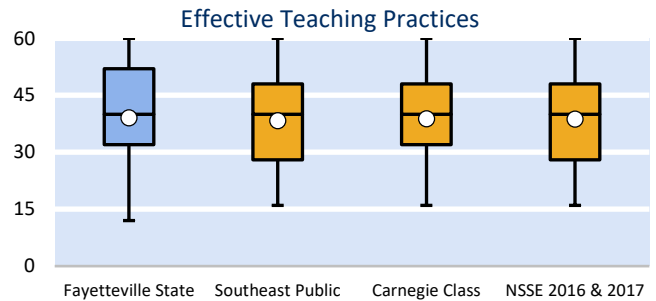 Effective Teaching Practices
60
45
30
15
0
Fayetteville State Southeast Public Carnegie Class NSSE 2016 & 2017